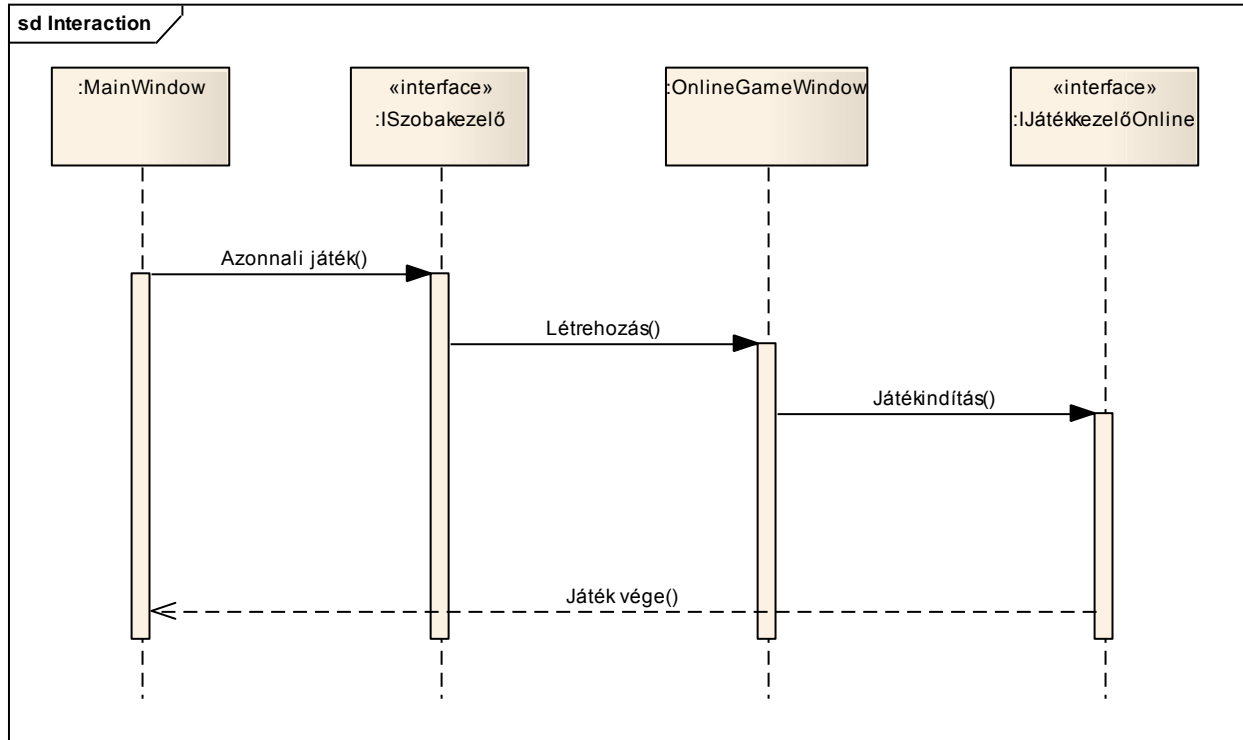 sd Interaction
:MainWindow
«interface»
:ISzobakezelő
:OnlineGameWindow
«interface»
:IJátékkezelőOnline
Azonnali játék()
Létrehozás()
Játékindítás()
Játék vége()